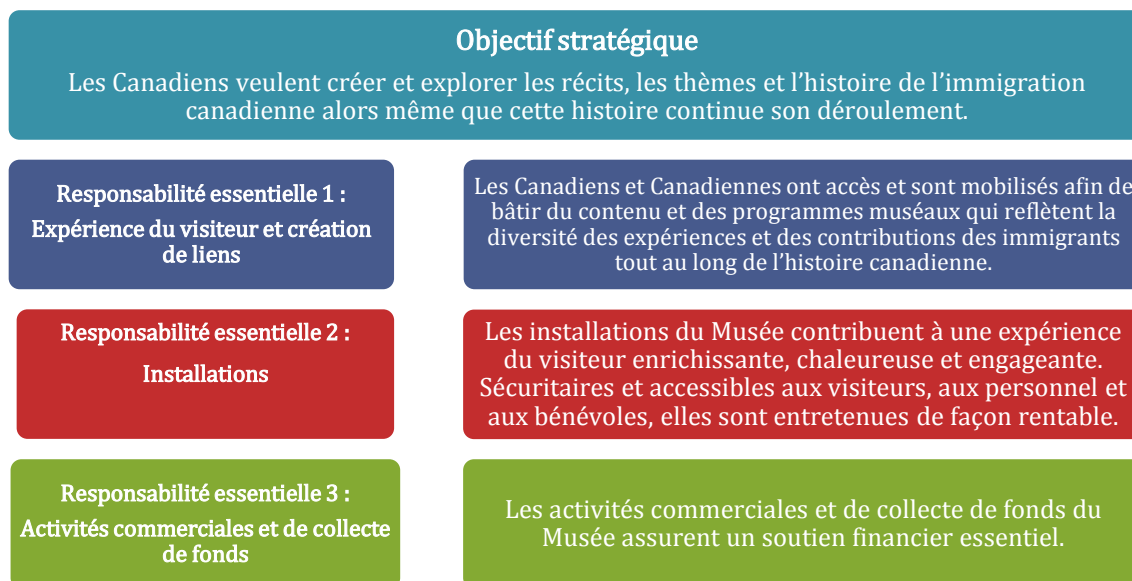 Objectif stratégique
Les Canadiens veulent créer et explorer les récits, les thèmes et l’histoire de l’immigration
canadienne alors même que cette histoire continue son déroulement.
Responsabilité essentielle 1 :
Expérience du visiteur et création
de liens
Les Canadiens et Canadiennes ont accès et sont mobilisés afin de
bâtir du contenu et des programmes muséaux qui reflètent la
diversité des expériences et des contributions des immigrants
tout au long de l’histoire canadienne.
Responsabilité essentielle 2 :
Installations
Les installations du Musée contribuent à une expérience
du visiteur enrichissante, chaleureuse et engageante.
Sécuritaires et accessibles aux visiteurs, aux personnel et
aux bénévoles, elles sont entretenues de façon rentable.
Responsabilité essentielle 3 :
Activités commerciales et de collecte
de fonds
Les activités commerciales et de collecte de fonds du
Musée assurent un soutien financier essentiel.